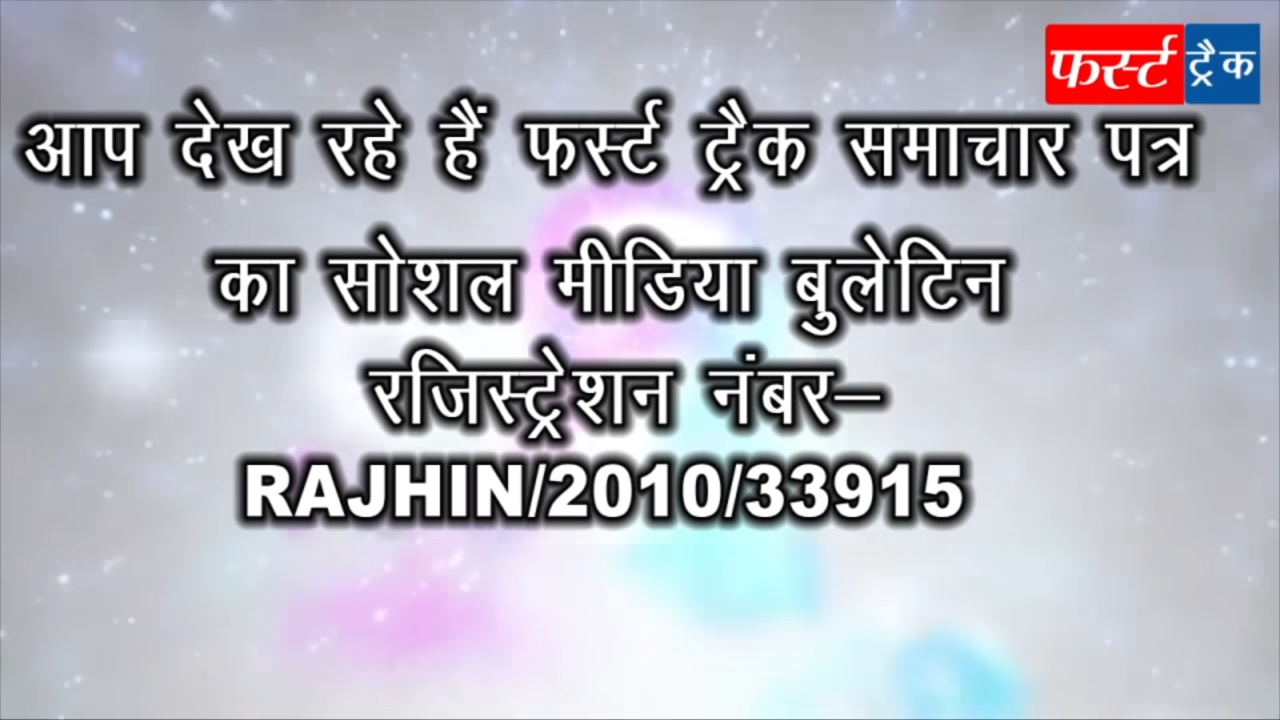 फर्स्ट ट्रैक
आप देख रहे हैं फर्स्ट ट्रैक समाचार पत्र
का सोशल मीडिया बुलेटिन
रजिस्ट्रेशन नंबर–
RAJHIN/2010/33915